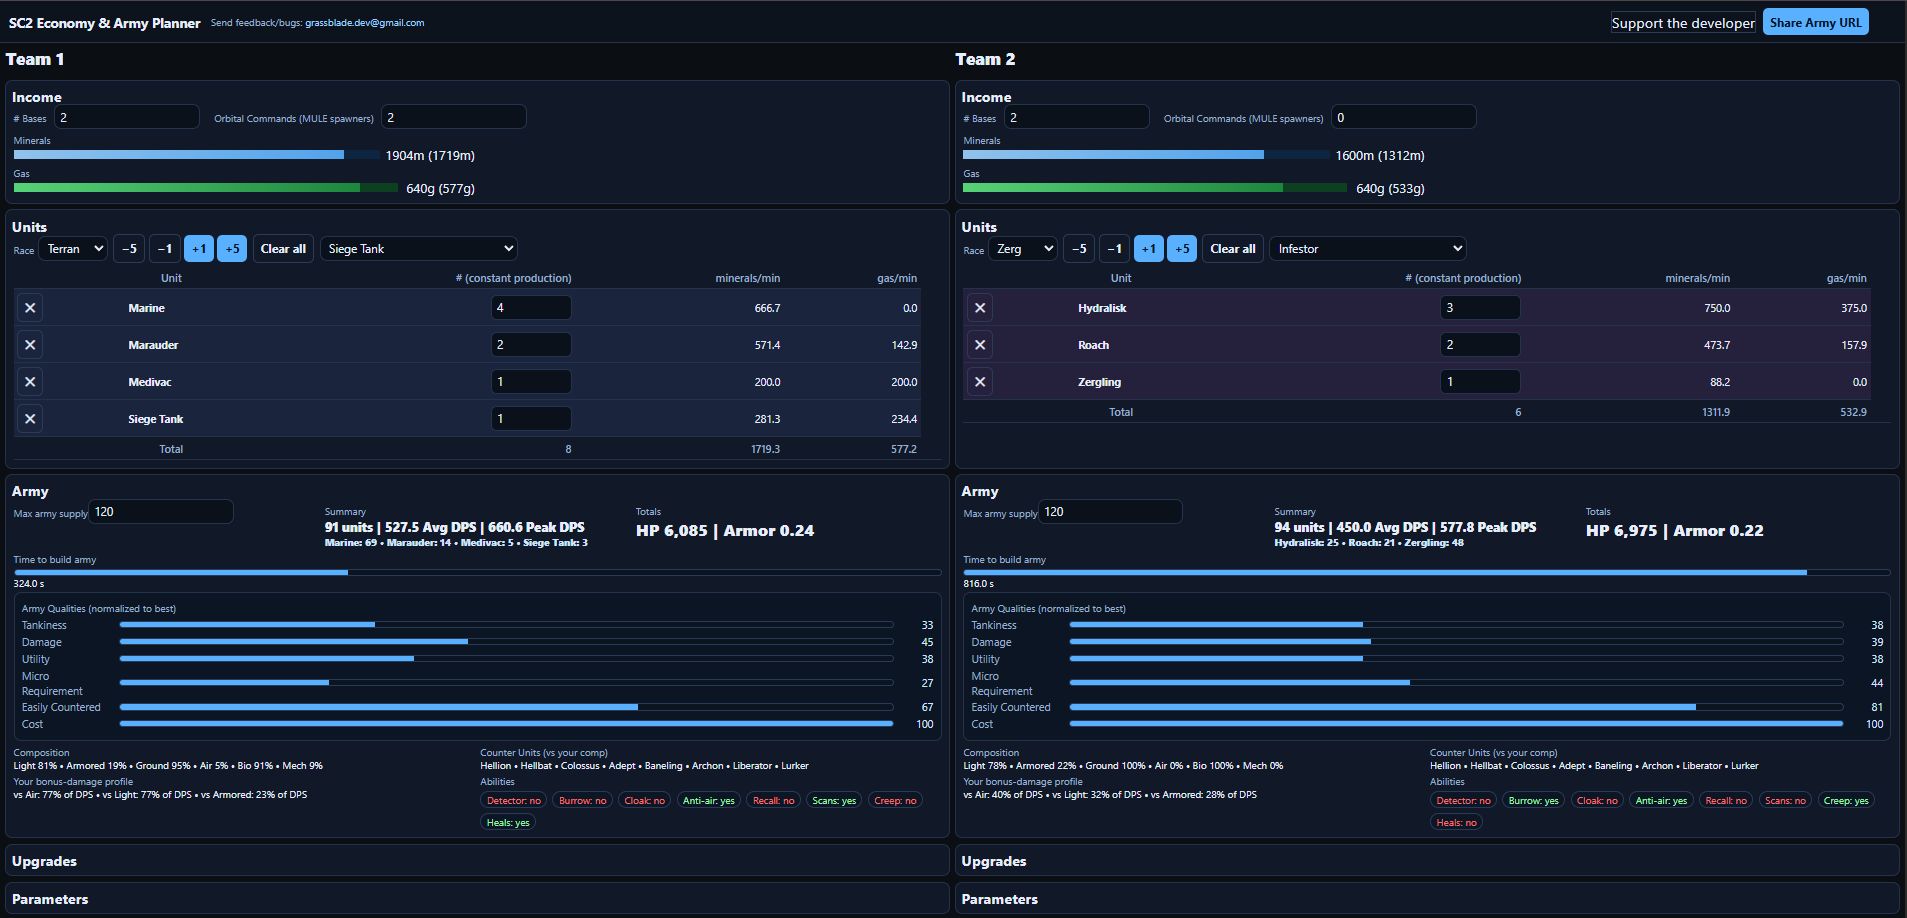 SC2 Economy & Army Planner Send feedback/bugs: grassblade.dev@gmail.com Support the developer Share Army URL
Team 1
Income
# Bases 2 Orbital Commands (MULE spawners) 2
Minerals
1904m (1719m)
Gas
640g (577g)
Units
Race Terran −5 −1 +1 +5 Clear all Siege Tank
Unit # (constant production) minerals/min gas/min
✕ Marine 4 666.7 0.0
✕ Marauder 2 571.4 142.9
✕ Medivac 1 200.0 200.0
✕ Siege Tank 1 281.3 234.4
Total 8 1719.3 577.2
Army
Max army supply 120
Summary
91 units | 527.5 Avg DPS | 660.6 Peak DPS
Marine: 69 • Marauder: 14 • Medivac: 5 • Siege Tank: 3
Totals
HP 6,085 | Armor 0.24
Time to build army
324.0 s
Army Qualities (normalized to best)
Tankiness 33
Damage 45
Utility 38
Micro
Requirement 27
Easily Countered 67
Cost 100
Composition
Light 81% • Armored 19% • Ground 95% • Air 5% • Bio 91% • Mech 9%
Your bonus-damage profile
vs Air: 77% of DPS • vs Light: 77% of DPS • vs Armored: 23% of DPS
Counter Units (vs your comp)
Hellion • Hellbat • Colossus • Adept • Baneling • Archon • Liberator • Lurker
Abilities
Detector: no Burrow: no Cloak: no Anti-air: yes Recall: no Scans: yes Creep: no
Heals: yes
Upgrades
Parameters
Team 2
Income
# Bases 2 Orbital Commands (MULE spawners) 0
Minerals
1600m (1312m)
Gas
640g (533g)
Units
Race Zerg −5 −1 +1 +5 Clear all Infestor
Unit # (constant production) minerals/min gas/min
✕ Hydralisk 3 750.0 375.0
✕ Roach 2 473.7 157.9
✕ Zergling 1 88.2 0.0
Total 6 1311.9 532.9
Army
Max army supply 120
Summary
94 units | 450.0 Avg DPS | 577.8 Peak DPS
Hydralisk: 25 • Roach: 21 • Zergling: 48
Totals
HP 6,975 | Armor 0.22
Time to build army
816.0 s
Army Qualities (normalized to best)
Tankiness 38
Damage 39
Utility 38
Micro
Requirement 44
Easily Countered 81
Cost 100
Composition
Light 78% • Armored 22% • Ground 100% • Air 0% • Bio 100% • Mech 0%
Your bonus-damage profile
vs Air: 40% of DPS • vs Light: 32% of DPS • vs Armored: 28% of DPS
Counter Units (vs your comp)
Hellion • Hellbat • Colossus • Adept • Baneling • Archon • Liberator • Lurker
Abilities
Detector: no Burrow: yes Cloak: no Anti-air: yes Recall: no Scans: no Creep: yes
Heals: no
Upgrades
Parameters